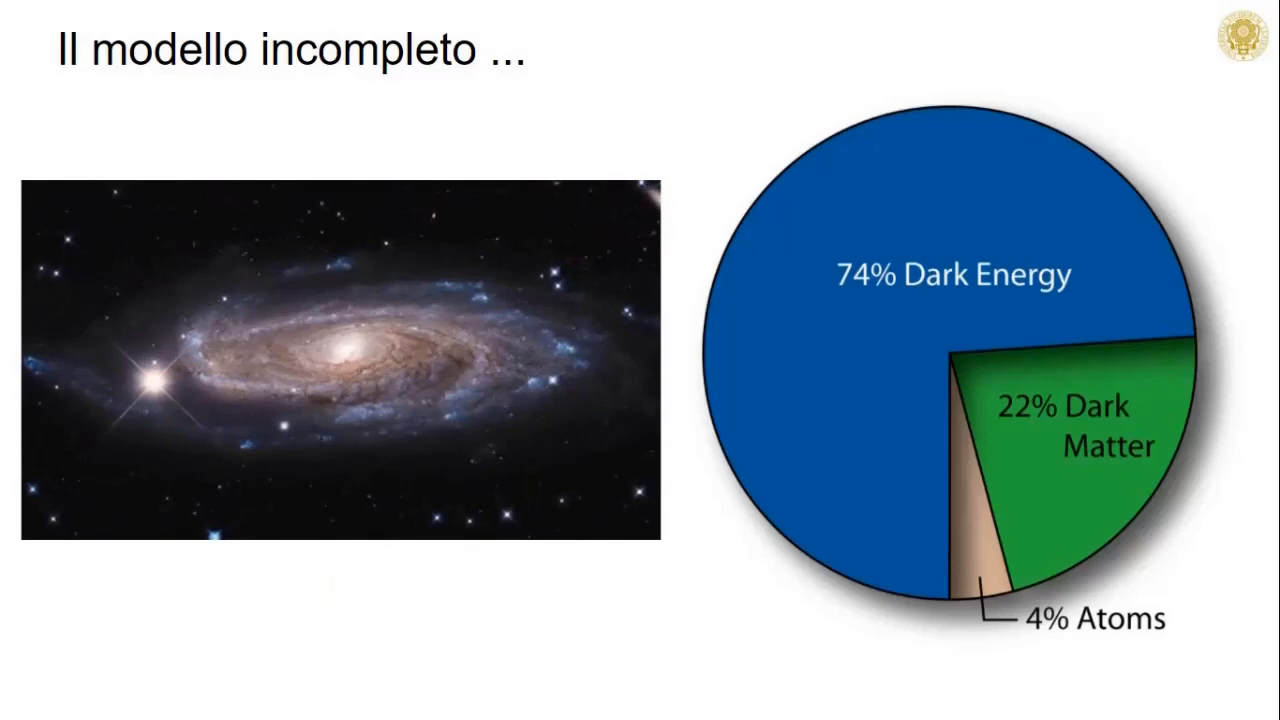 Il modello incompleto ...
74% Dark Energy
22% Dark
Matter
4% Atoms